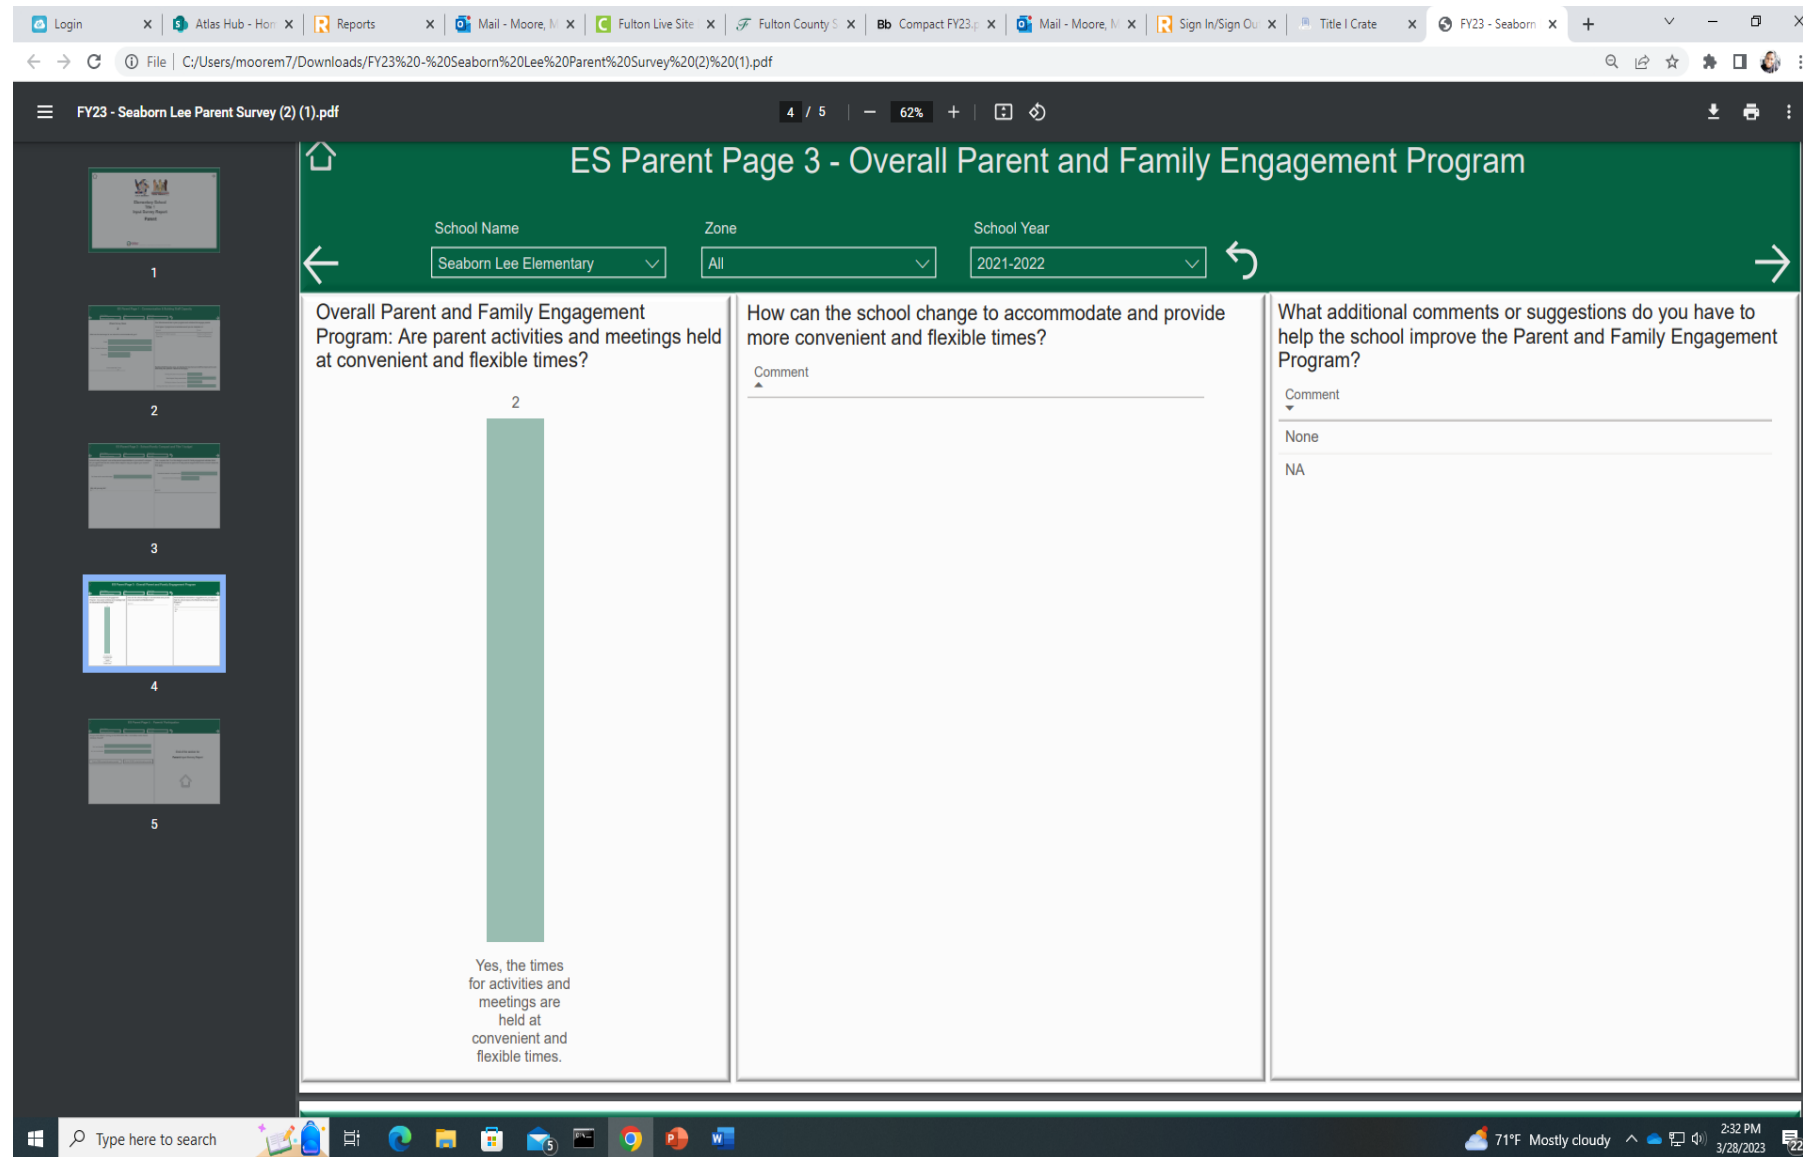 Login
Atlas Hub - Hom
Reports
Mail - Moore, M
Fulton Live Site
Fulton County S
Bb Compact FY23.p
Mail - Moore, M
Sign In/Sign Ou
Title I Crate
FY23 - Seaborn
File
C:/Users/moorem7/Downloads/FY23%20-%20Seaborn%20Lee%20Parent%20Survey%20(2)%20(1).pdf
FY23 - Seaborn Lee Parent Survey (2) (1).pdf
4 / 5
62%
1
2
3
4
5
ES Parent Page 3 - Overall Parent and Family Engagement Program
School Name
Zone
School Year
Seaborn Lee Elementary
All
2021-2022
Overall Parent and Family Engagement
Program: Are parent activities and meetings held
at convenient and flexible times?
2
Yes, the times
for activities and
meetings are
held at
convenient and
flexible times.
How can the school change to accommodate and provide
more convenient and flexible times?
Comment
What additional comments or suggestions do you have to
help the school improve the Parent and Family Engagement
Program?
Comment
None
NA
Type here to search
5
71°F Mostly cloudy
2:32 PM
3/28/2023
22